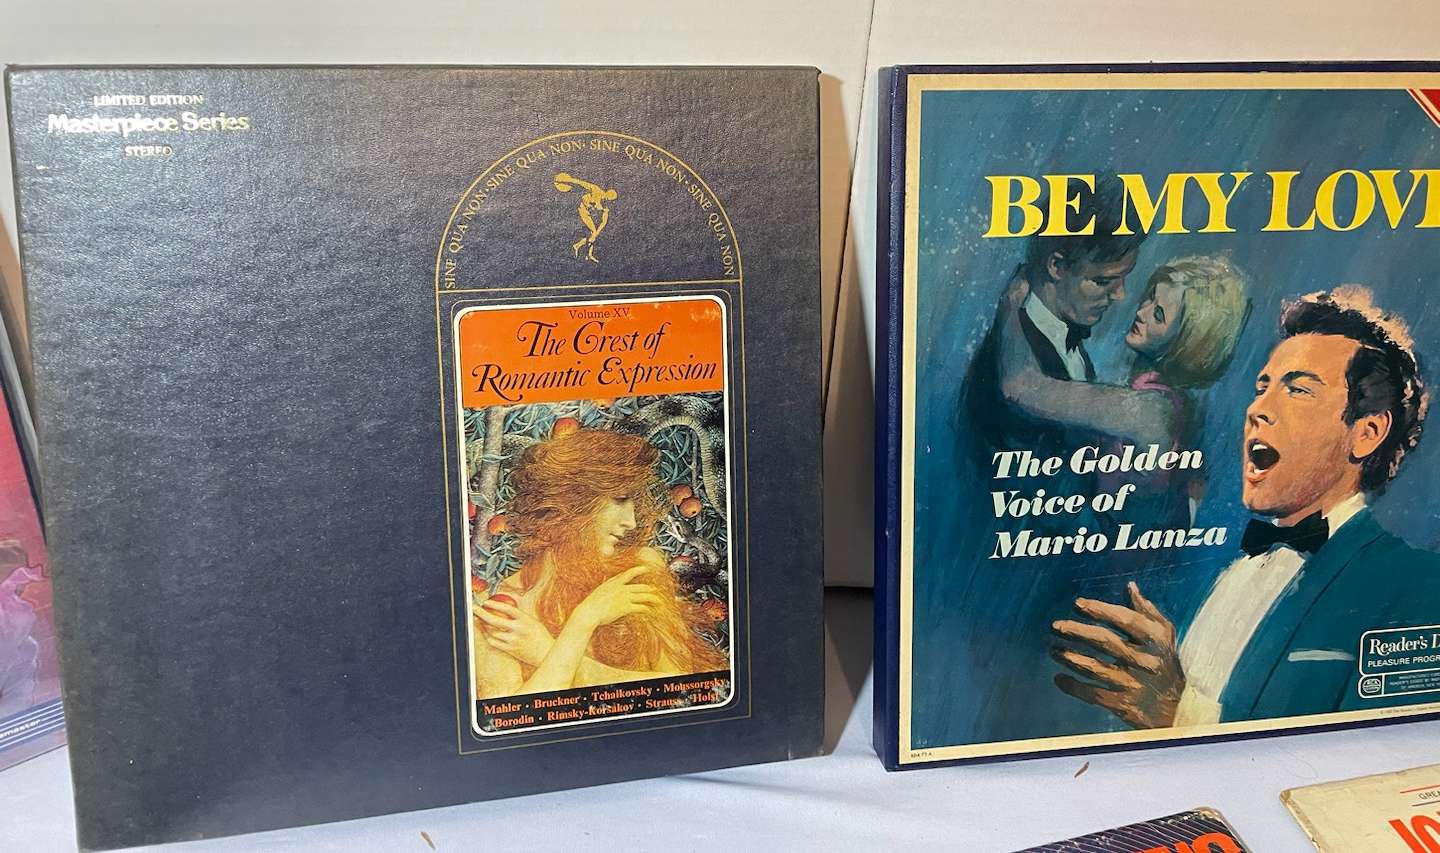 LIMITED EDITION
Masterpiece Series
STEREO
SINE QUA NON · SINE QUA NON · SINE QUA NON · SINE QUA NON
Volume XV
The Crest of
Romantic Expression
Mahler · Bruckner · Tchaikovsky · Moussorgsky
Borodin · Rimsky-Korsakov · Strauss · Holst
BE MY LOVE
The Golden
Voice of
Mario Lanza
Reader's D
PLEASURE PROGR